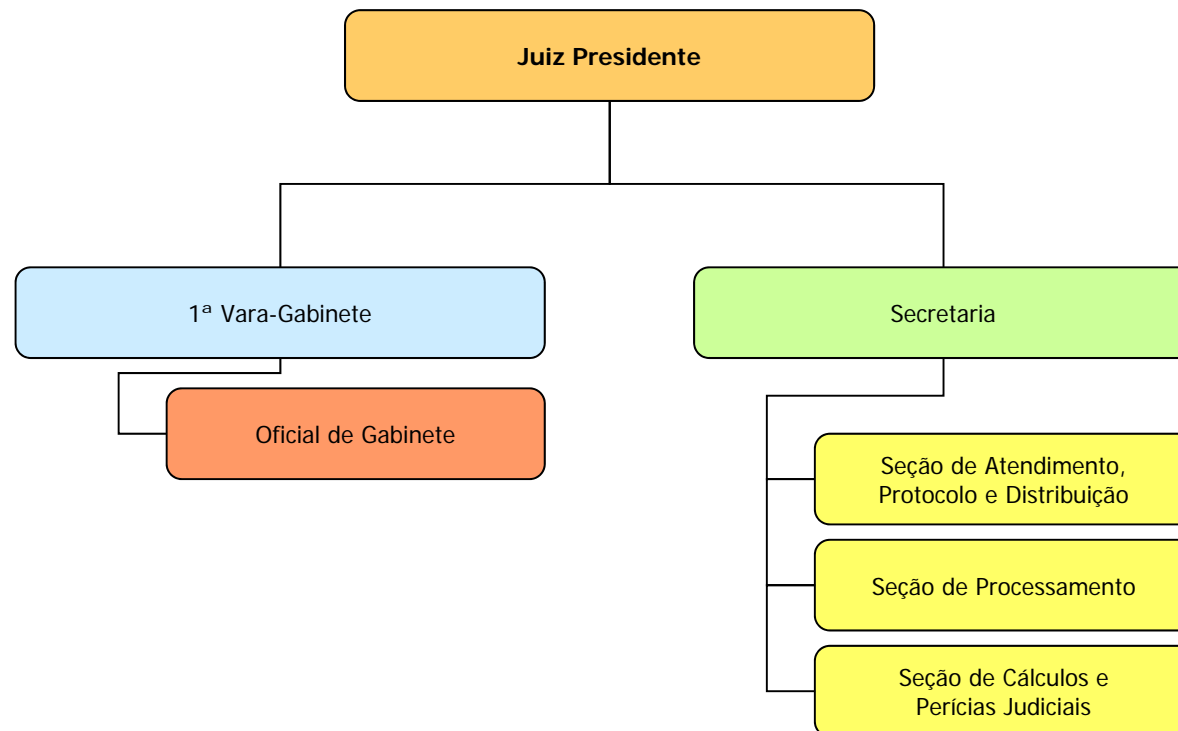 Juiz Presidente
1ª Vara-Gabinete
Oficial de Gabinete
Secretaria
Seção de Atendimento,
Protocolo e Distribuição
Seção de Processamento
Seção de Cálculos e
Perícias Judiciais